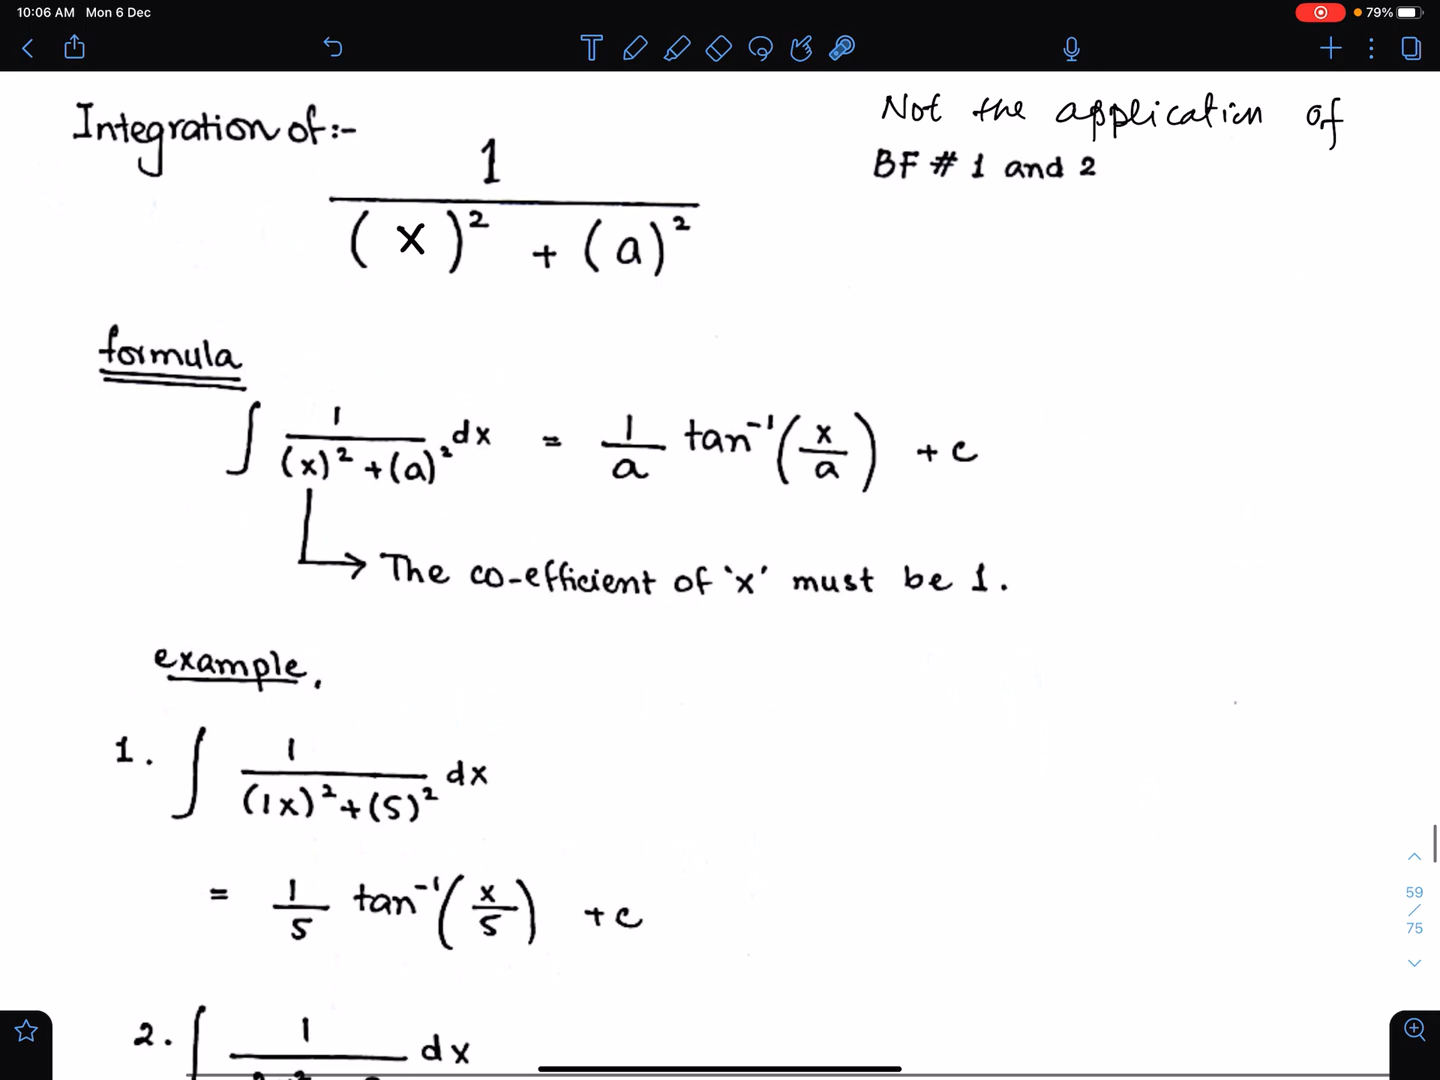 10:06 AM Mon 6 Dec
79%
Integration of:-
Not the application of
BF # 1 and 2
1
(x)² + (a)²
formula
∫ 1/((x)² + (a)²) dx = 1/a tan⁻¹(x/a) + c
The co-efficient of 'x' must be 1.
example.
1. ∫ 1/((1x)² + (5)²) dx
= 1/5 tan⁻¹(x/5) + c
59
/
75
2. ∫ 1 dx